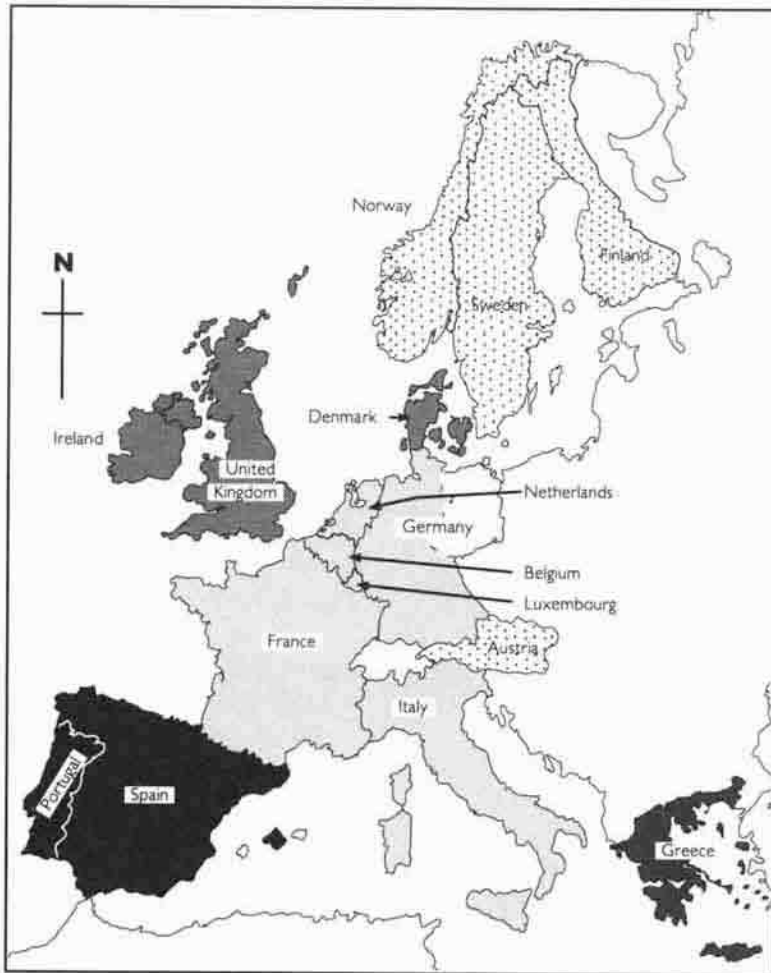 Norway
N
Finland
Sweden
Denmark
Ireland
United
Kingdom
Netherlands
Germany
Belgium
Luxembourg
France
Austria
Italy
Portugal
Spain
Greece